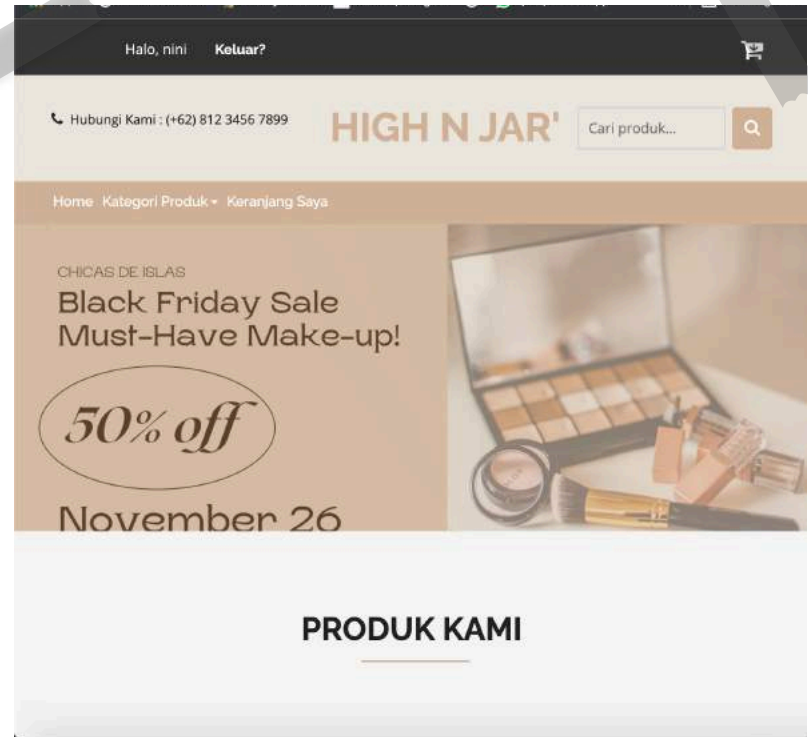 Halo, nini Keluar?
Hubungi Kami : (+62) 812 3456 7899
HIGH N JAR'
Cari produk...
Home Kategori Produk Keranjang Saya
CHICAS DE ISLAS
Black Friday Sale
Must-Have Make-up!
50% off
November 26
PRODUK KAMI